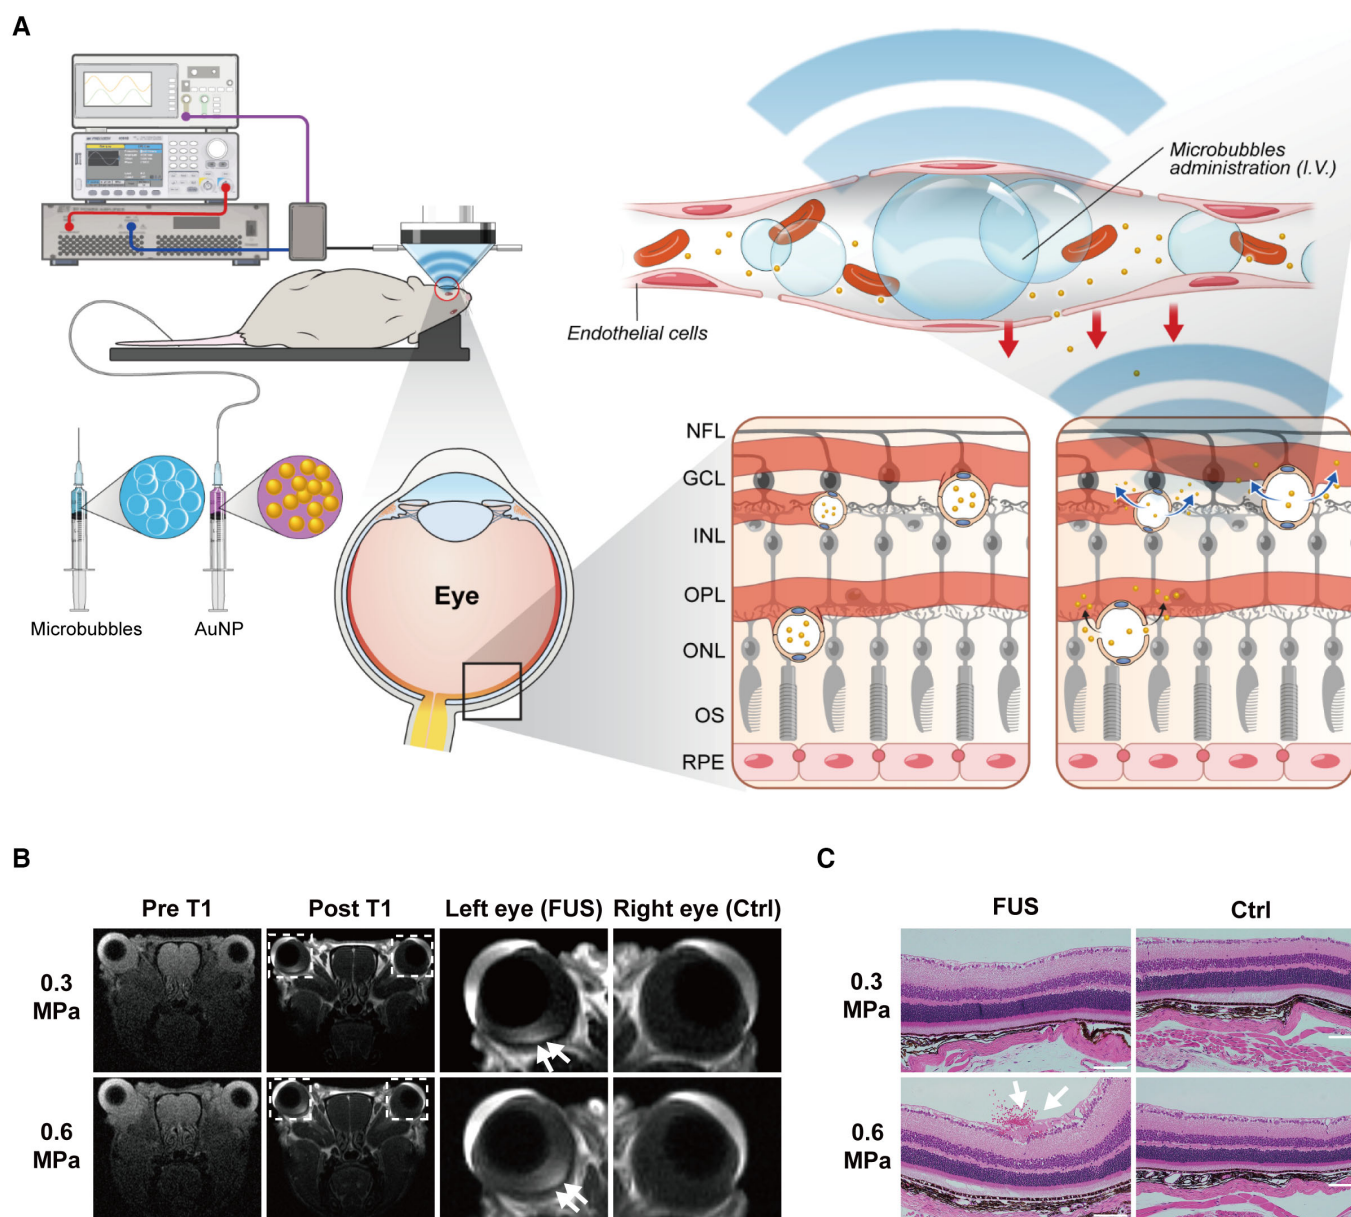 A
Microbubbles
administration (I.V.)
Endothelial cells
NFL
GCL
INL
OPL
ONL
OS
RPE
Microbubbles
AuNP
Eye
B
Pre T1
Post T1
Left eye (FUS)
Right eye (Ctrl)
0.3
MPa
0.6
MPa
C
FUS
Ctrl
0.3
MPa
0.6
MPa